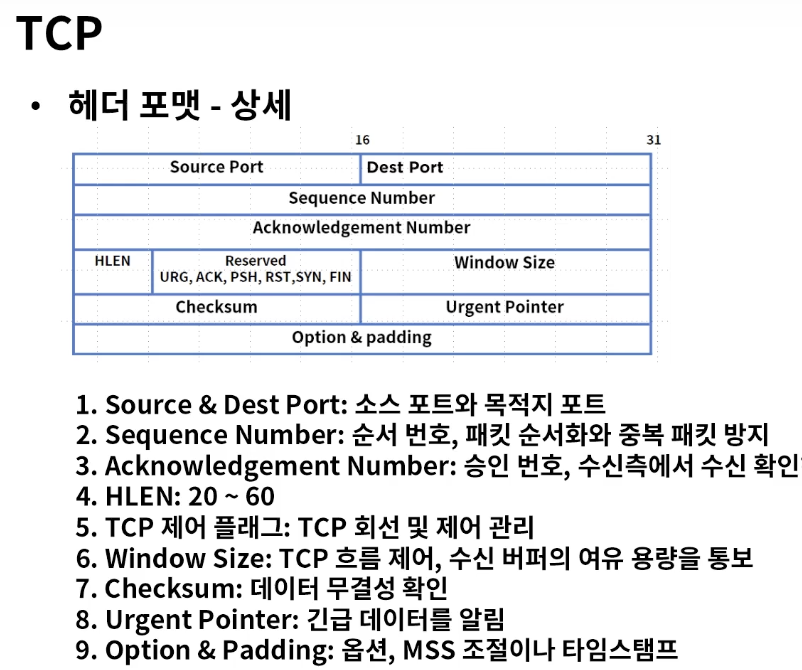 TCP
• 헤더 포맷 - 상세
16 31
Source Port Dest Port
Sequence Number
Acknowledgement Number
HLEN Reserved Window Size
URG, ACK, PSH, RST,SYN, FIN
Checksum Urgent Pointer
Option & padding
1. Source & Dest Port: 소스 포트와 목적지 포트
2. Sequence Number: 순서 번호, 패킷 순서화와 중복 패킷 방지
3. Acknowledgement Number: 승인 번호, 수신측에서 수신 확인
4. HLEN: 20 ~ 60
5. TCP 제어 플래그: TCP 회선 및 제어 관리
6. Window Size: TCP 흐름 제어, 수신 버퍼의 여유 용량을 통보
7. Checksum: 데이터 무결성 확인
8. Urgent Pointer: 긴급 데이터를 알림
9. Option & Padding: 옵션, MSS 조절이나 타임스탬프